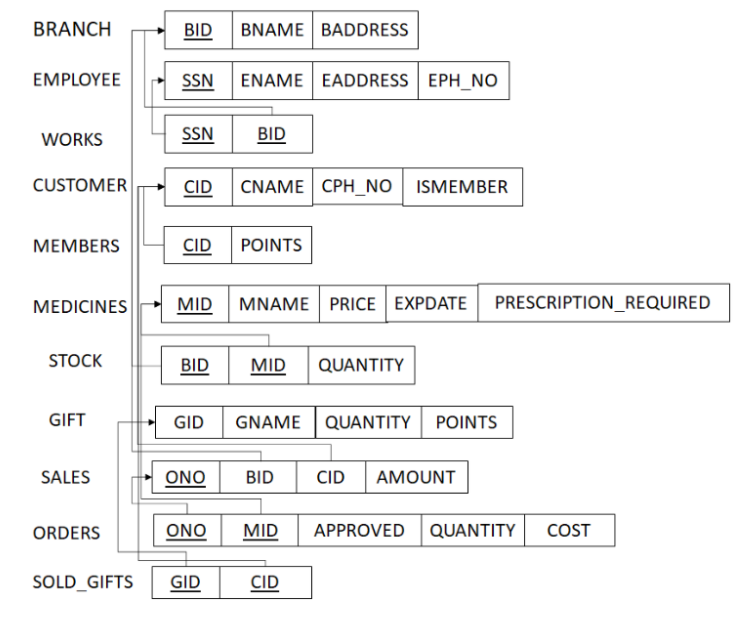 BRANCH BID BNAME BADDRESS
EMPLOYEE SSN ENAME EADDRESS EPH_NO
WORKS SSN BID
CUSTOMER CID CNAME CPH_NO ISMEMBER
MEMBERS CID POINTS
MEDICINES MID MNAME PRICE EXPDATE PRESCRIPTION_REQUIRED
STOCK BID MID QUANTITY
GIFT GID GNAME QUANTITY POINTS
SALES ONO BID CID AMOUNT
ORDERS ONO MID APPROVED QUANTITY COST
SOLD_GIFTS GID CID